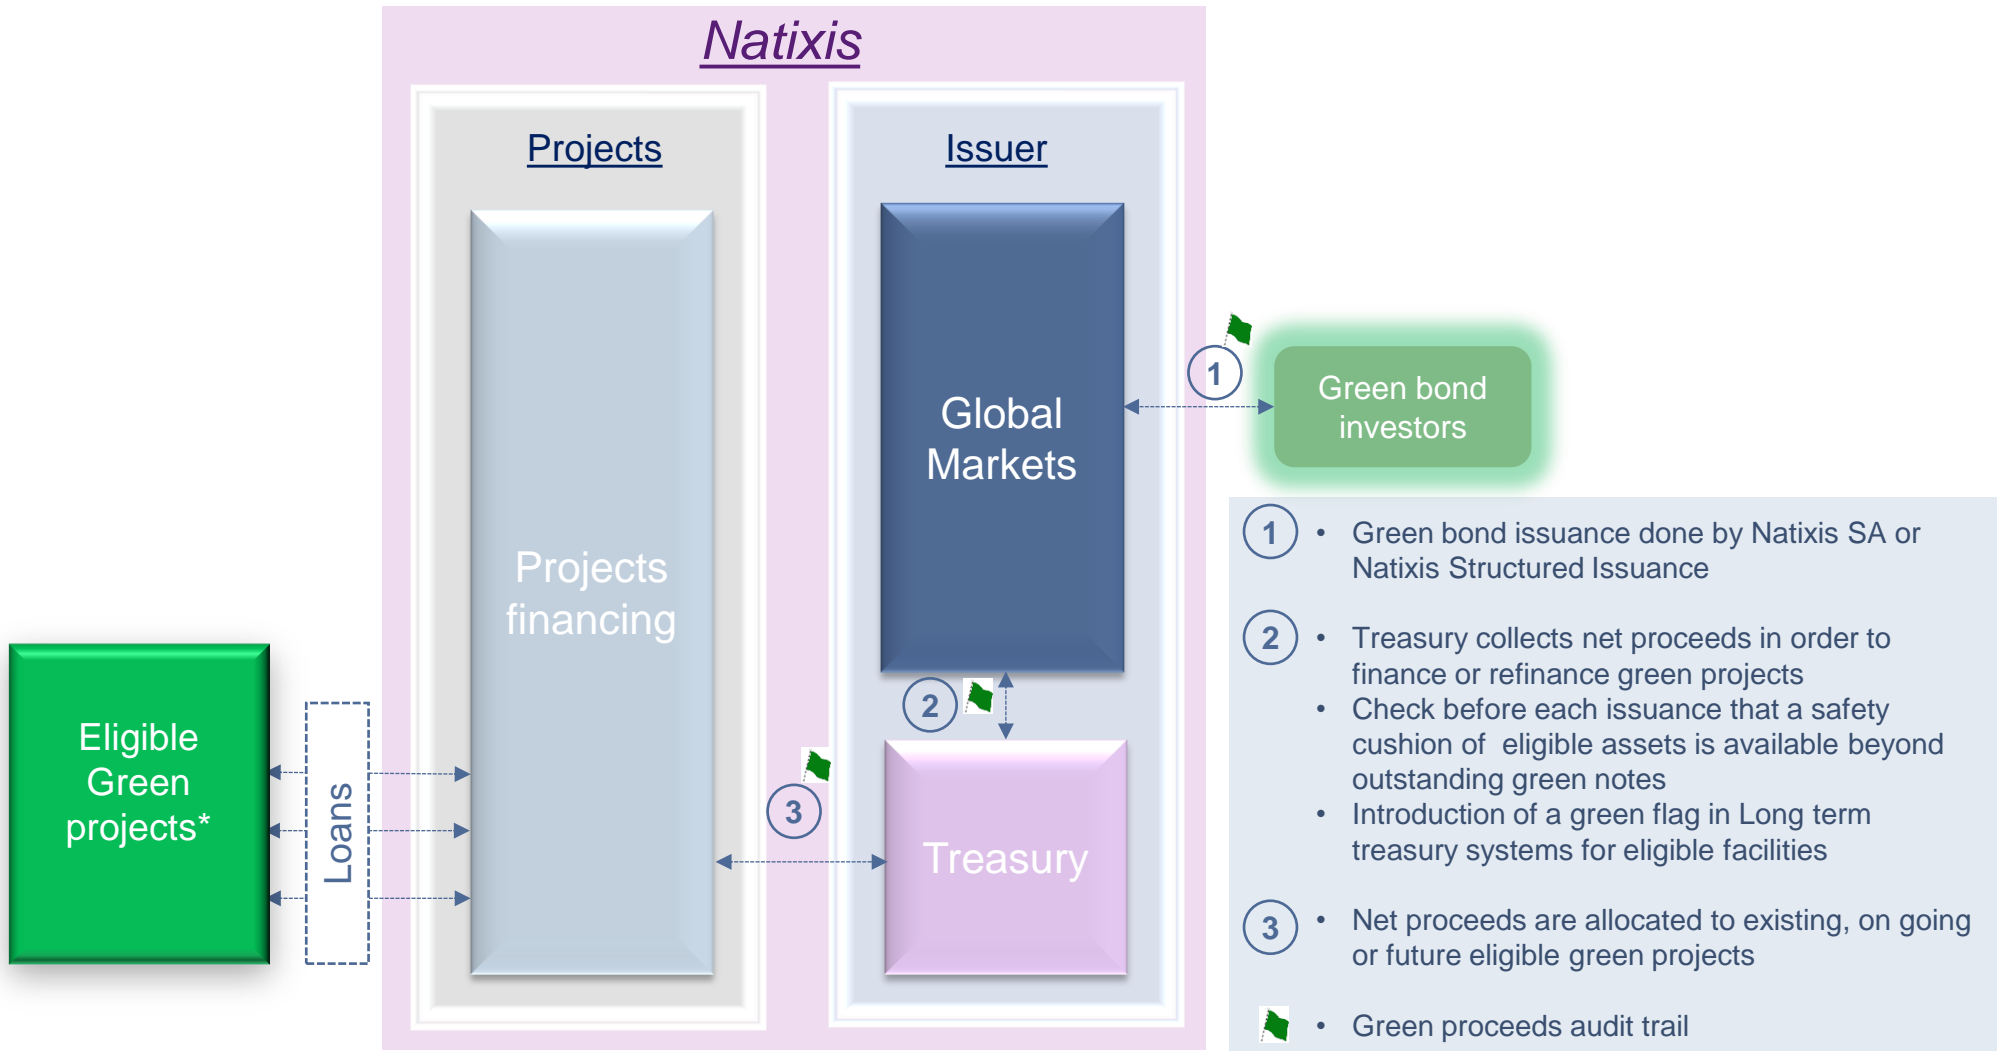 Natixis
Projects
Issuer
Projects
financing
Global
Markets
Treasury
Eligible
Green
projects*
Loans
1
2
3
Green bond
investors
1 • Green bond issuance done by Natixis SA or
Natixis Structured Issuance
2 • Treasury collects net proceeds in order to
finance or refinance green projects
• Check before each issuance that a safety
cushion of eligible assets is available beyond
outstanding green notes
• Introduction of a green flag in Long term
treasury systems for eligible facilities
3 • Net proceeds are allocated to existing, on going
or future eligible green projects
• Green proceeds audit trail